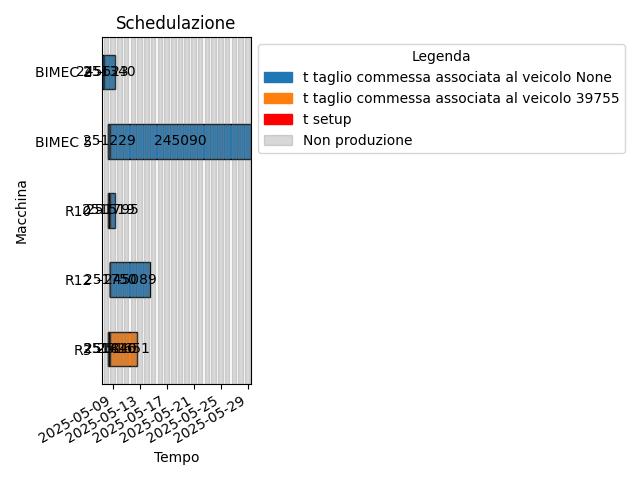 Schedulazione
Legenda
t taglio commessa associata al veicolo None
t taglio commessa associata al veicolo 39755
t setup
Non produzione
Macchina
BIMEC
BIMEC 5
251229
245090
R10
R12
R3
2025-05-09
2025-05-13
2025-05-17
2025-05-21
2025-05-25
2025-05-29
Tempo